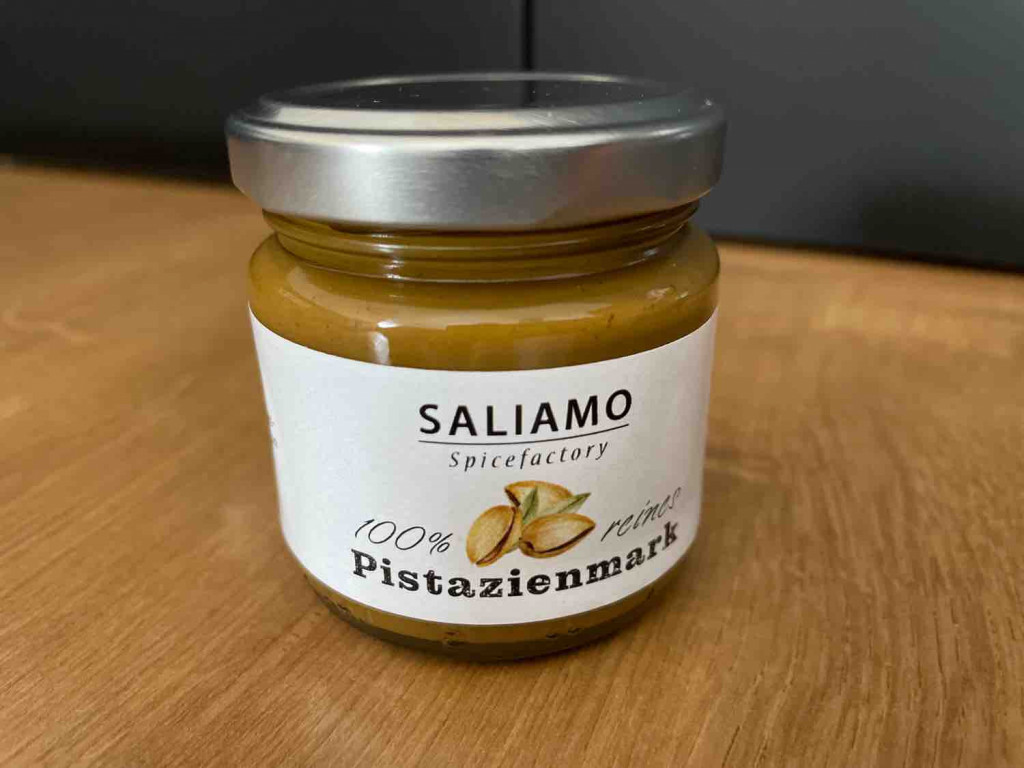 SALIAMO
Spicefactory
100% reines
Pistazienmark